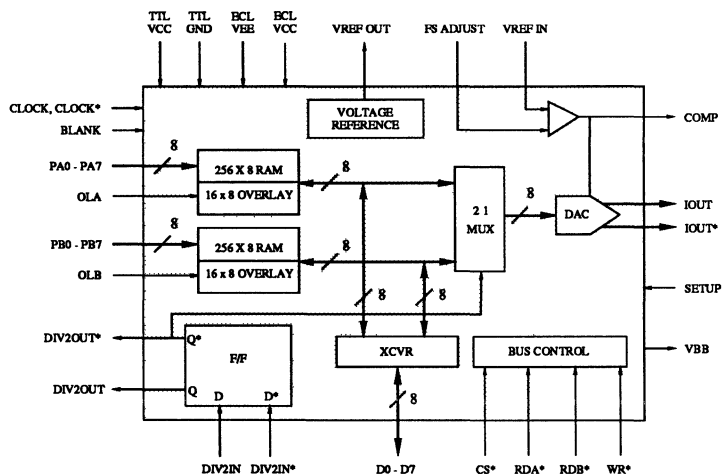 TTL VCC
TTL GND
ECL VEE
ECL VCC
VREF OUT
FS ADJUST
VREF IN
CLOCK, CLOCK*
BLANK
VOLTAGE REFERENCE
COMP
PA0 - PA7
8
256 X 8 RAM
16 x 8 OVERLAY
OLA
8
2 1 MUX
8
DAC
IOUT
IOUT*
PB0 - PB7
8
256 X 8 RAM
16 x 8 OVERLAY
OLB
8
8
8
SETUP
DIV2OUT*
Q*
F/F
XCVR
BUS CONTROL
VBB
DIV2OUT
Q
D
D*
8
DIV2IN
DIV2IN*
D0 - D7
CS*
RDA*
RDB*
WR*